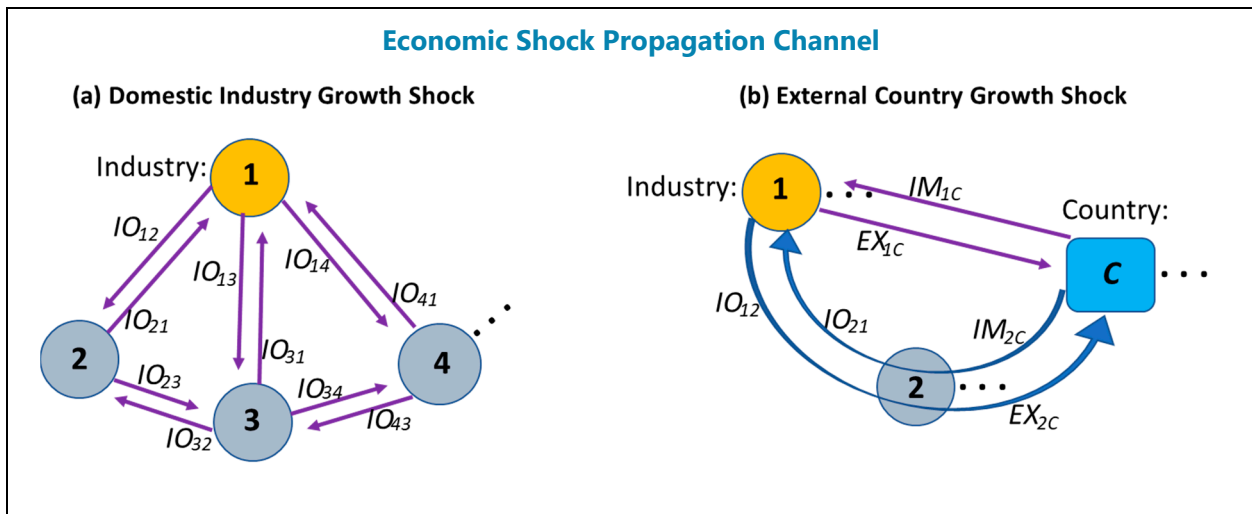 Economic Shock Propagation Channel
(a) Domestic Industry Growth Shock
Industry:
1
IO12
IO21
IO13
IO31
IO14
IO41
2
IO23
IO32
3
IO34
IO43
4
...
(b) External Country Growth Shock
Industry:
1
...
IM1C
EX1C
Country:
C
...
IO12
IO21
IM2C
2
...
EX2C